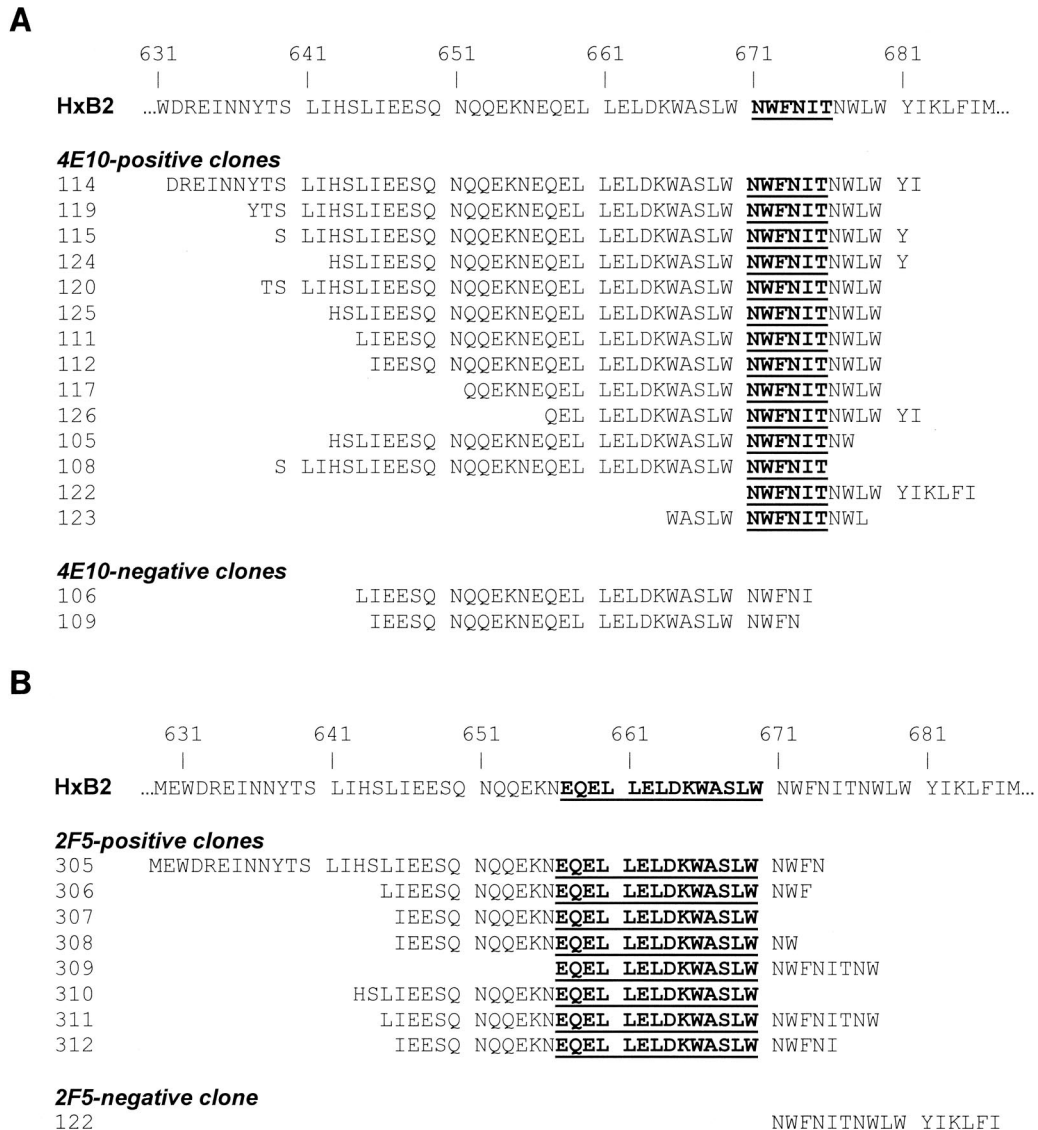 A
631 641 651 661 671 681
| | | | | |
HxB2 ...WDREINNYTS LIHSLIEESQ NQQEKNEQEL LELDKWASLW NWFNITNWLW YIKLFIM...
4E10-positive clones
114 DREINNYTS LIHSLIEESQ NQQEKNEQEL LELDKWASLW NWFNITNWLW YI
119 YTS LIHSLIEESQ NQQEKNEQEL LELDKWASLW NWFNITNWLW
115 S LIHSLIEESQ NQQEKNEQEL LELDKWASLW NWFNITNWLW Y
124 HSLIEESQ NQQEKNEQEL LELDKWASLW NWFNITNWLW Y
120 TS LIHSLIEESQ NQQEKNEQEL LELDKWASLW NWFNITNWLW
125 HSLIEESQ NQQEKNEQEL LELDKWASLW NWFNITNWLW
111 LIEESQ NQQEKNEQEL LELDKWASLW NWFNITNWLW
112 IEESQ NQQEKNEQEL LELDKWASLW NWFNITNWLW
117 QQEKNEQEL LELDKWASLW NWFNITNWLW
126 QEL LELDKWASLW NWFNITNWLW YI
105 HSLIEESQ NQQEKNEQEL LELDKWASLW NWFNITNW
108 S LIHSLIEESQ NQQEKNEQEL LELDKWASLW NWFNIT
122 NWFNITNWLW YIKLFI
123 WASLW NWFNITNWL
4E10-negative clones
106 LIEESQ NQQEKNEQEL LELDKWASLW NWFNI
109 IEESQ NQQEKNEQEL LELDKWASLW NWFN
B
631 641 651 661 671 681
| | | | | |
HxB2 ...MEWDREINNYTS LIHSLIEESQ NQQEKNEQEL LELDKWASLW NWFNITNWLW YIKLFIM...
2F5-positive clones
305 MEWDREINNYTS LIHSLIEESQ NQQEKNEQEL LELDKWASLW NWFN
306 LIEESQ NQQEKNEQEL LELDKWASLW NWF
307 IEESQ NQQEKNEQEL LELDKWASLW
308 IEESQ NQQEKNEQEL LELDKWASLW NW
309 EQEL LELDKWASLW NWFNITNW
310 HSLIEESQ NQQEKNEQEL LELDKWASLW
311 LIEESQ NQQEKNEQEL LELDKWASLW NWFNITNW
312 IEESQ NQQEKNEQEL LELDKWASLW NWFNI
2F5-negative clone
122 NWFNITNWLW YIKLFI